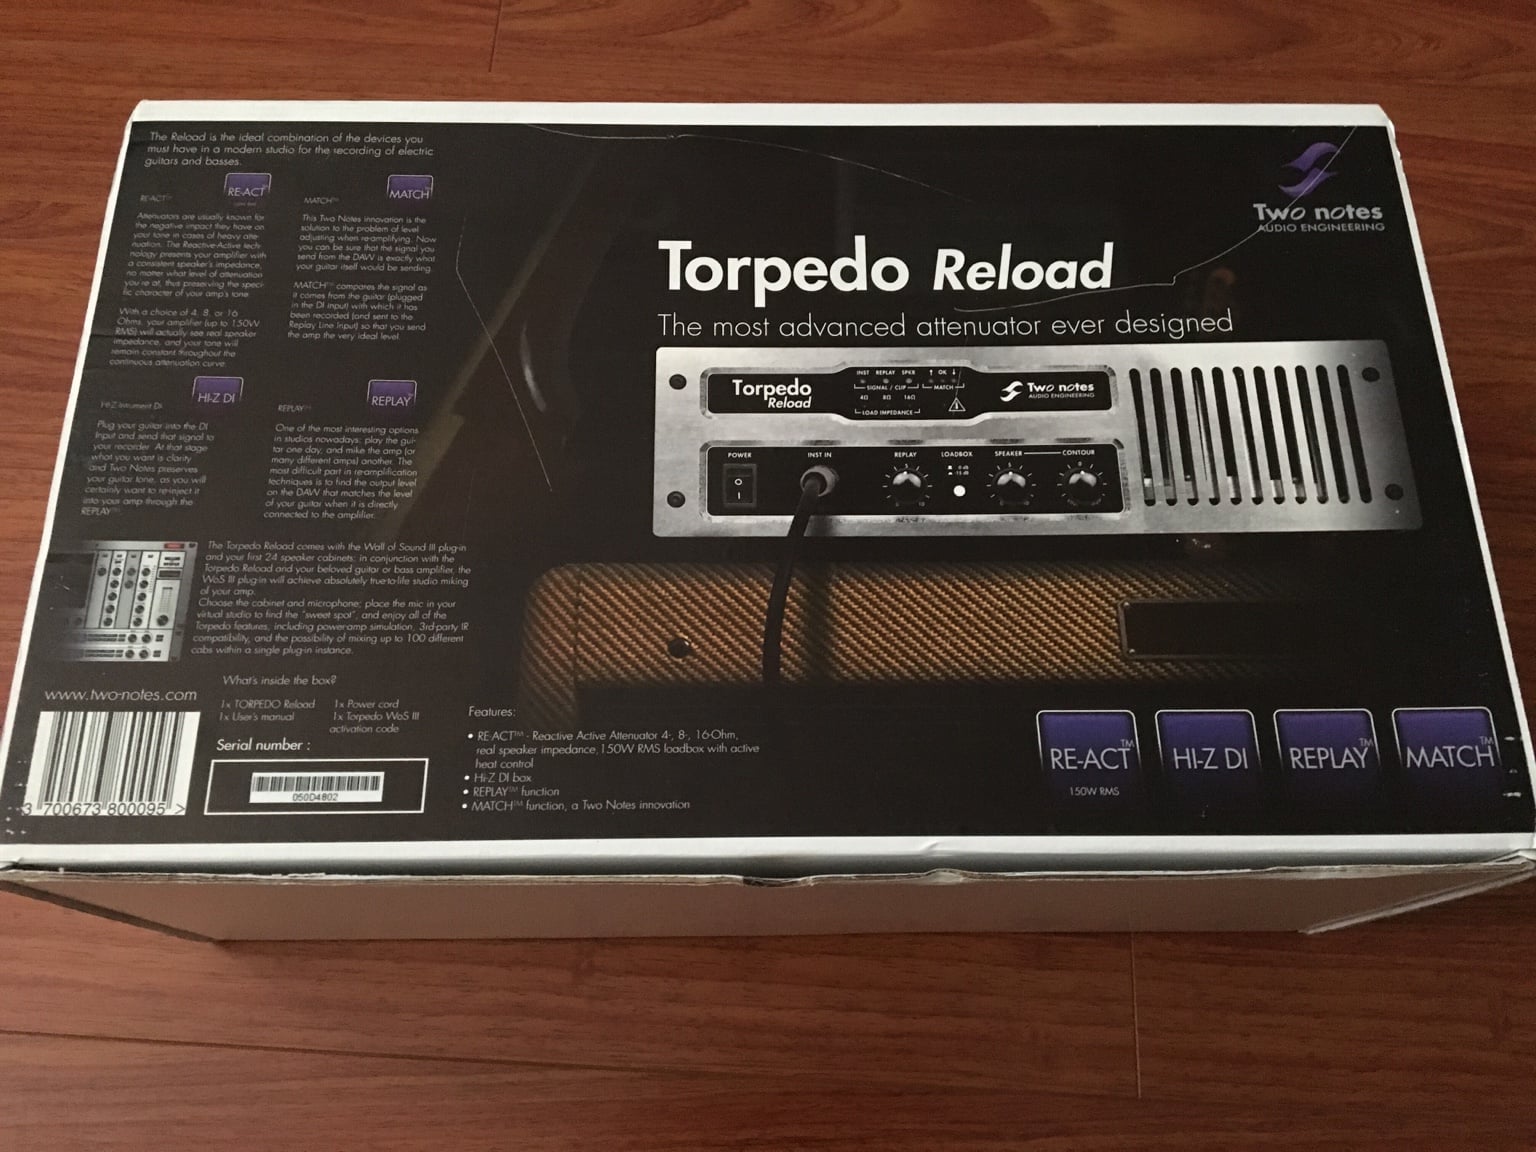 The Reload is the ideal combination of the devices you
must have in a modern studio for the recording of electric
guitars and basses.
RE-ACT™
RE-ACT™
Attenuators are usually known for
the negative impact they have on
your tone in cases of heavy atte-
nuation. The Reactive-Active tech-
nology presents your amplifier with
a consistent speaker's impedance,
no matter what level of attenuation
you're at, thus preserving the speci-
fic character of your amp's tone.
With a choice of 4, 8, or 16
Ohms, your amplifier (up to 150W
RMS) will actually see real speaker
impedance, and your tone will
remain constant throughout the
continuous attenuation curve.
MATCH™
MATCH™
This Two Notes innovation is the
solution to the problem of level
adjusting when re-amplifying. Now
you can be sure that the signal you
send from the DAW is exactly what
your guitar itself would be sending.
MATCH™ compares the signal as
it comes from the guitar (plugged
in the DI input) with which it has
been recorded (and sent to the
Replay Line Input) so that you send
the amp the very ideal level.
HI-Z DI
Hi-Z Instrument DI
Plug your guitar into the DI
Input and send that signal to
your recorder. At that stage
what you want is clarity
and Two Notes preserves
your guitar tone, as you will
certainly want to re-inject it
into your amp through the
REPLAY™.
REPLAY™
REPLAY™
One of the most interesting options
in studios nowadays: play the gui-
tar one day, and mike the amp (or
many different amps) another. The
most difficult part in re-amplification
techniques is to find the output level
on the DAW that matches the level
of your guitar when it is directly
connected to the amplifier.
The Torpedo Reload comes with the Wall of Sound III plug-in
and your first 24 speaker cabinets: in conjunction with the
Torpedo Reload and your beloved guitar or bass amplifier, the
WoS III plug-in will achieve absolutely true-to-life studio miking
of your amp.
Choose the cabinet and microphone; place the mic in your
virtual studio to find the "sweet spot", and enjoy all of the
Torpedo features, including power-amp simulation, 3rd-party IR
compatibility, and the possibility of mixing up to 100 different
cabs within a single plug-in instance.
www.two-notes.com
3 700673 800095 >
What's inside the box?
1x TORPEDO Reload
1x User's manual
1x Power cord
1x Torpedo WoS III
activation code
Serial number :
050D4802
Two notes
AUDIO ENGINEERING
Torpedo Reload
The most advanced attenuator ever designed
Torpedo
Reload
INST REPLAY SPKR ↑ OK ↓
SIGNAL / CLIP MATCH
4Ω 8Ω 16Ω
LOAD IMPEDANCE
Two notes
AUDIO ENGINEERING
POWER INST IN REPLAY LOADBOX SPEAKER CONTOUR
Features:
• RE-ACT™ - Reactive Active Attenuator 4-, 8-, 16-Ohm,
real speaker impedance, 150W RMS loadbox with active
heat control
• Hi-Z DI box
• REPLAY™ function
• MATCH™ function, a Two Notes innovation
RE-ACT™
150W RMS
HI-Z DI
REPLAY™
MATCH™